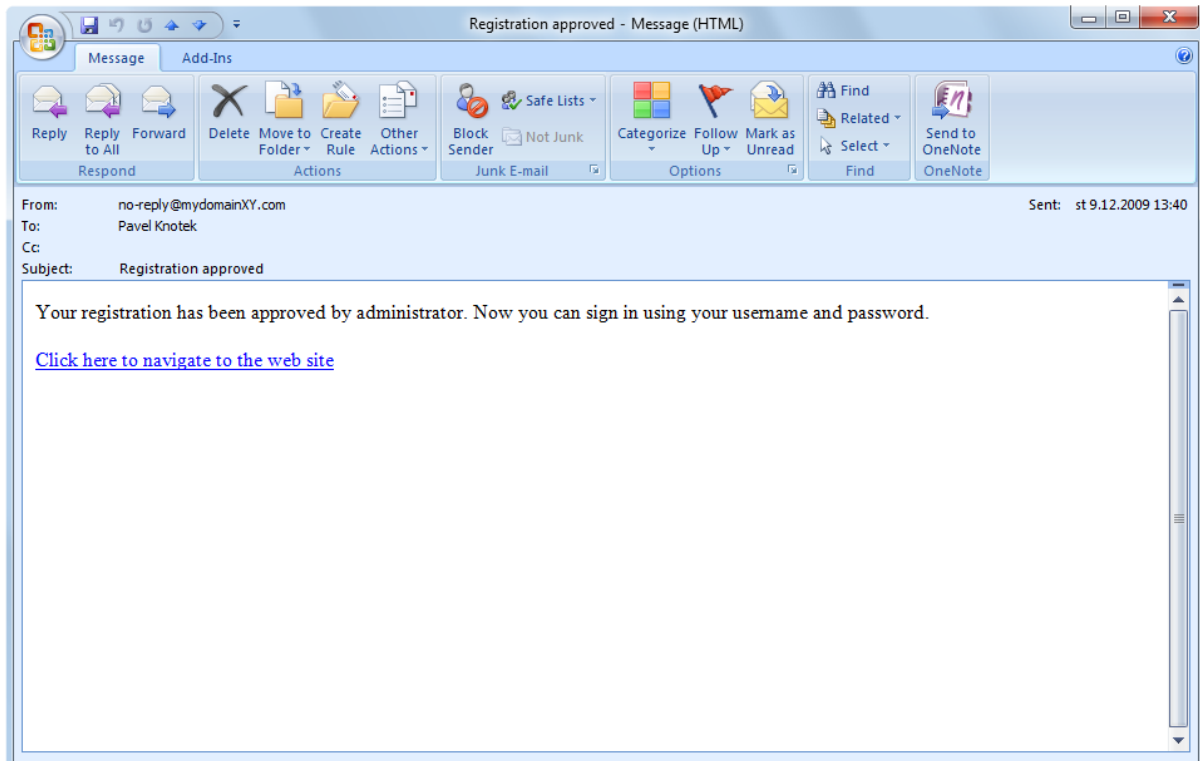 Registration approved - Message (HTML)
Message Add-Ins
Reply Reply to All Forward Delete Move to Folder Create Rule Other Actions Block Sender Safe Lists Not Junk Categorize Follow Up Mark as Unread Find Related Select Send to OneNote
Respond Actions Junk E-mail Options Find OneNote
From: no-reply@mydomainXY.com Sent: st 9.12.2009 13:40
To: Pavel Knotek
Cc:
Subject: Registration approved
Your registration has been approved by administrator. Now you can sign in using your username and password.
Click here to navigate to the web site